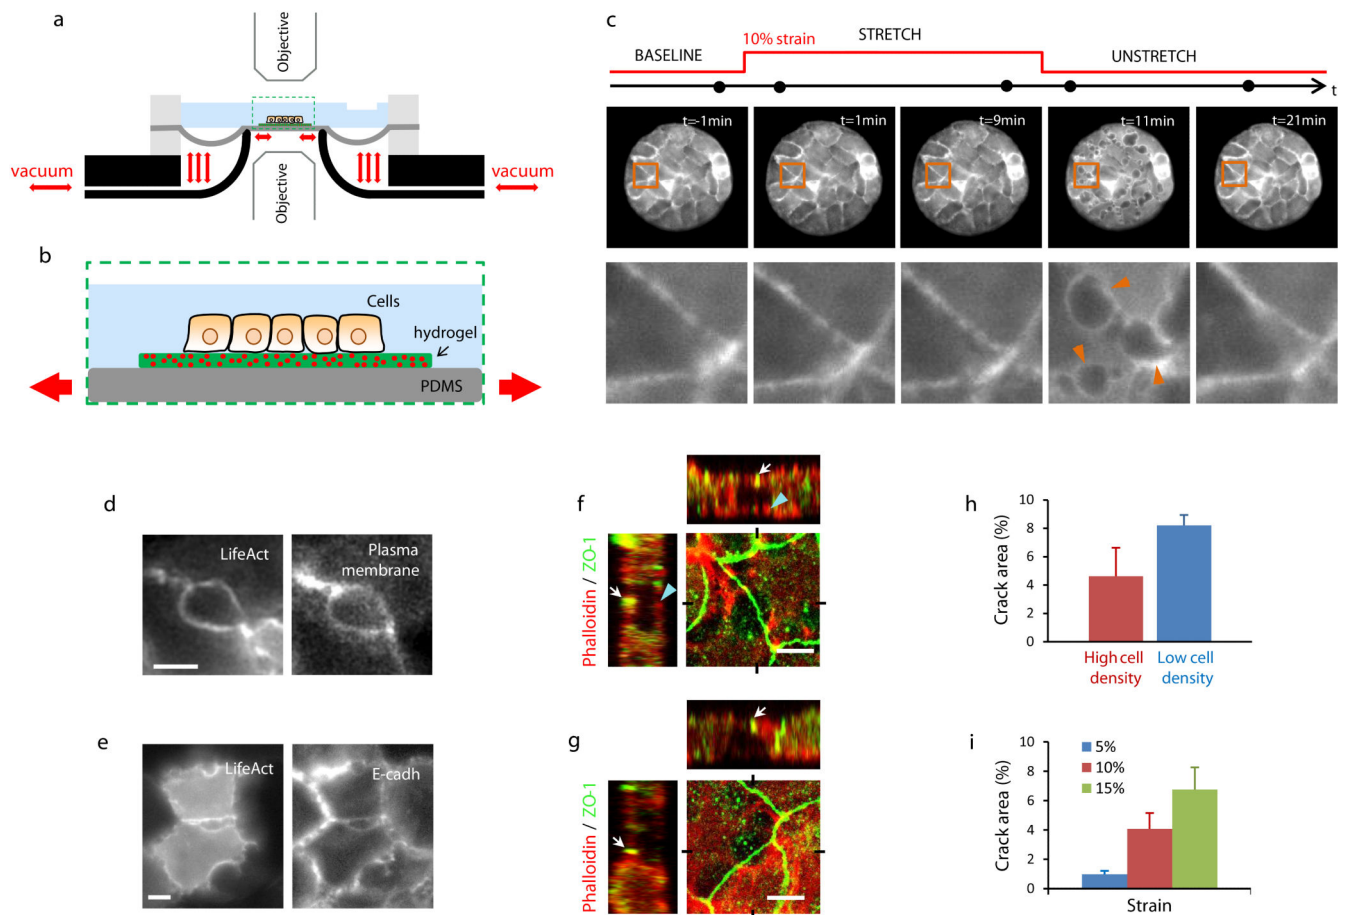 a
Objective
vacuum
vacuum
Objective
b
Cells
hydrogel
PDMS
c
10% strain
STRETCH
BASELINE
UNSTRETCH
t
t=-1min
t=1min
t=9min
t=11min
t=21min
d
LifeAct
Plasma
membrane
e
LifeAct
E-cadh
f
Phalloidin / ZO-1
g
Phalloidin / ZO-1
h
Crack area (%)
10
8
6
4
2
0
High cell
density
Low cell
density
i
Crack area (%)
10
8
6
4
2
0
5%
10%
15%
Strain